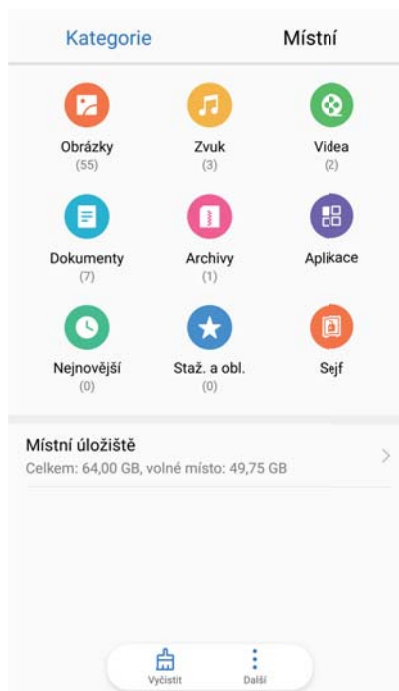 Kategorie Místní
Obrázky Zvuk Videa
(55) (3) (2)
Dokumenty Archivy Aplikace
(7) (1)
Nejnovější Staž. a obl. Sejf
(0) (0)
Místní úložiště
Celkem: 64,00 GB, volné místo: 49,75 GB
Vyčistit Další